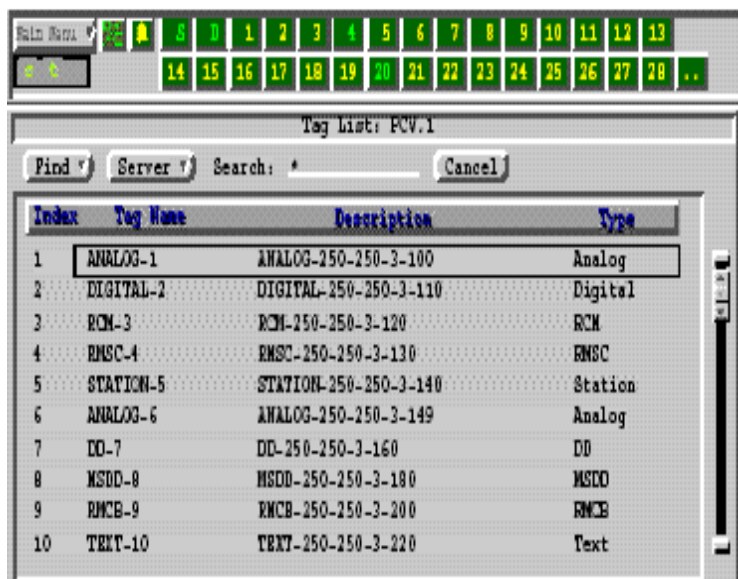 Main Menu S D 1 2 3 4 5 6 7 8 9 10 11 12 13
14 15 16 17 18 19 20 21 22 23 24 25 26 27 28 ..
Tag List: PCV.1
Find Server Search: * Cancel
Index Tag Name Description Type
1 ANALOG-1 ANALOG-250-250-3-100 Analog
2 DIGITAL-2 DIGITAL-250-250-3-110 Digital
3 RCM-3 RCM-250-250-3-120 RCM
4 RMSC-4 RMSC-250-250-3-130 RMSC
5 STATION-5 STATION-250-250-3-140 Station
6 ANALOG-6 ANALOG-250-250-3-149 Analog
7 DD-7 DD-250-250-3-160 DD
8 MSDD-8 MSDD-250-250-3-180 MSDD
9 RMCB-9 RMCB-250-250-3-200 RMCB
10 TEXT-10 TEXT-250-250-3-220 Text